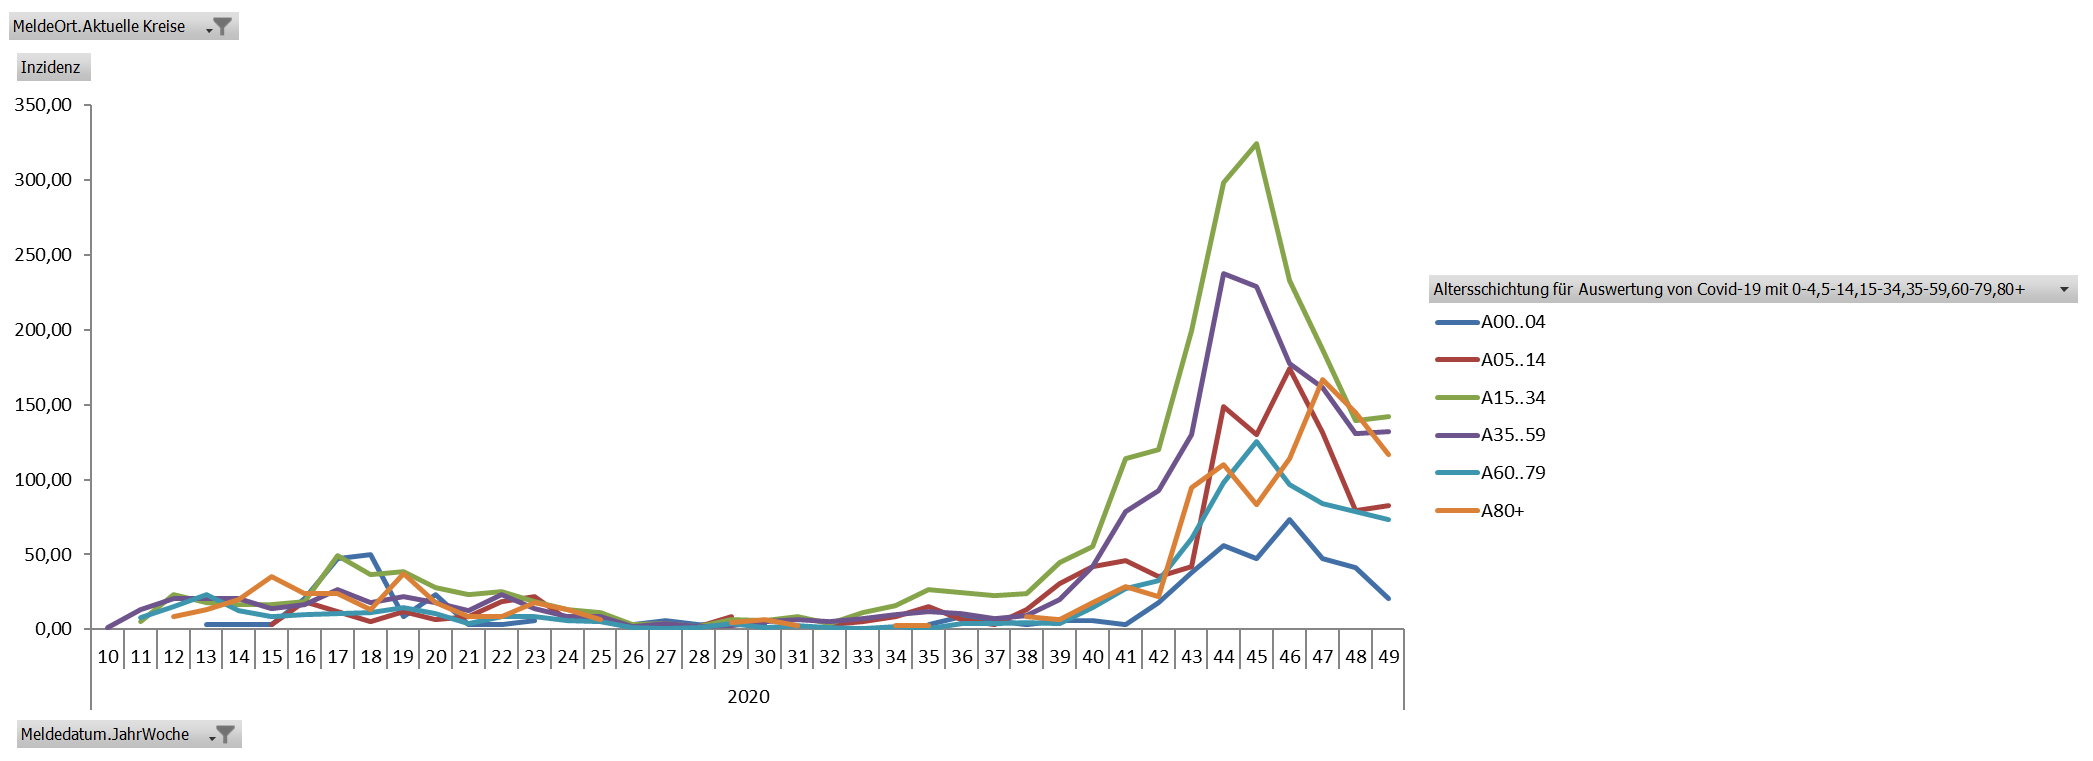 MeldeOrt.Aktuelle Kreise
Inzidenz
350,00
300,00
250,00
200,00
150,00
100,00
50,00
0,00
10 11 12 13 14 15 16 17 18 19 20 21 22 23 24 25 26 27 28 29 30 31 32 33 34 35 36 37 38 39 40 41 42 43 44 45 46 47 48 49
2020
Meldedatum.JahrWoche
Altersschichtung für Auswertung von Covid-19 mit 0-4,5-14,15-34,35-59,60-79,80+
A00..04
A05..14
A15..34
A35..59
A60..79
A80+